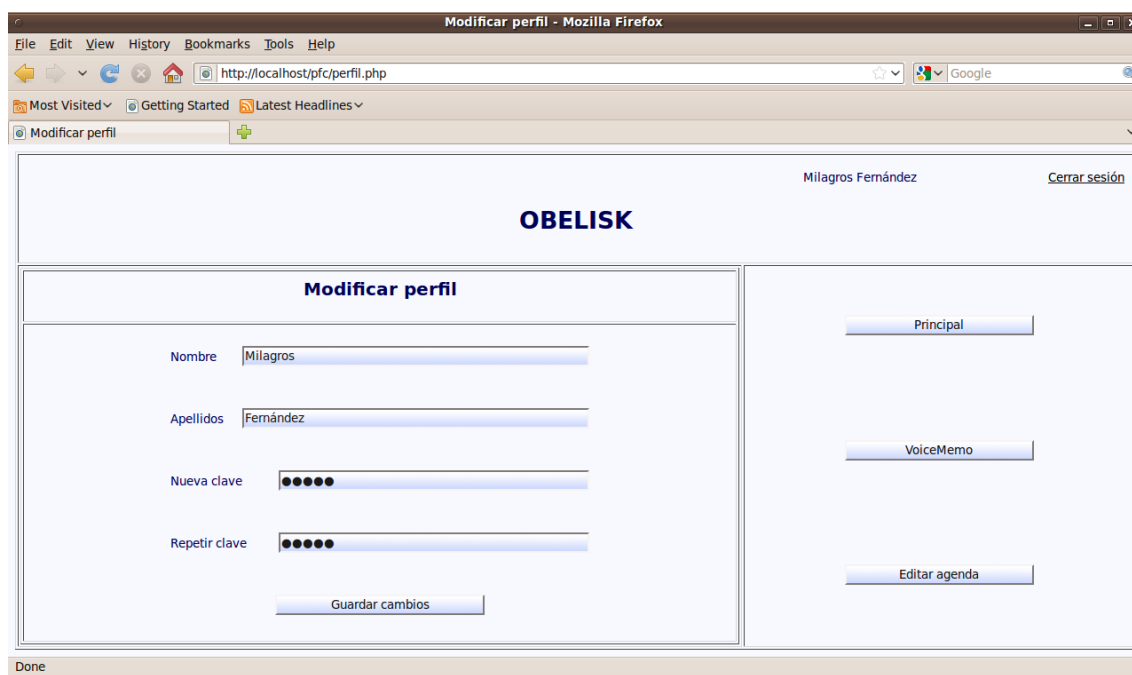 Modificar perfil - Mozilla Firefox
File Edit View History Bookmarks Tools Help
http://localhost/pfc/perfil.php Google
Most Visited Getting Started Latest Headlines
Modificar perfil
Milagros Fernández Cerrar sesión
OBELISK
Modificar perfil
Principal
Nombre Milagros
Apellidos Fernández
VoiceMemo
Nueva clave ●●●●●
Repetir clave ●●●●●
Editar agenda
Guardar cambios
Done